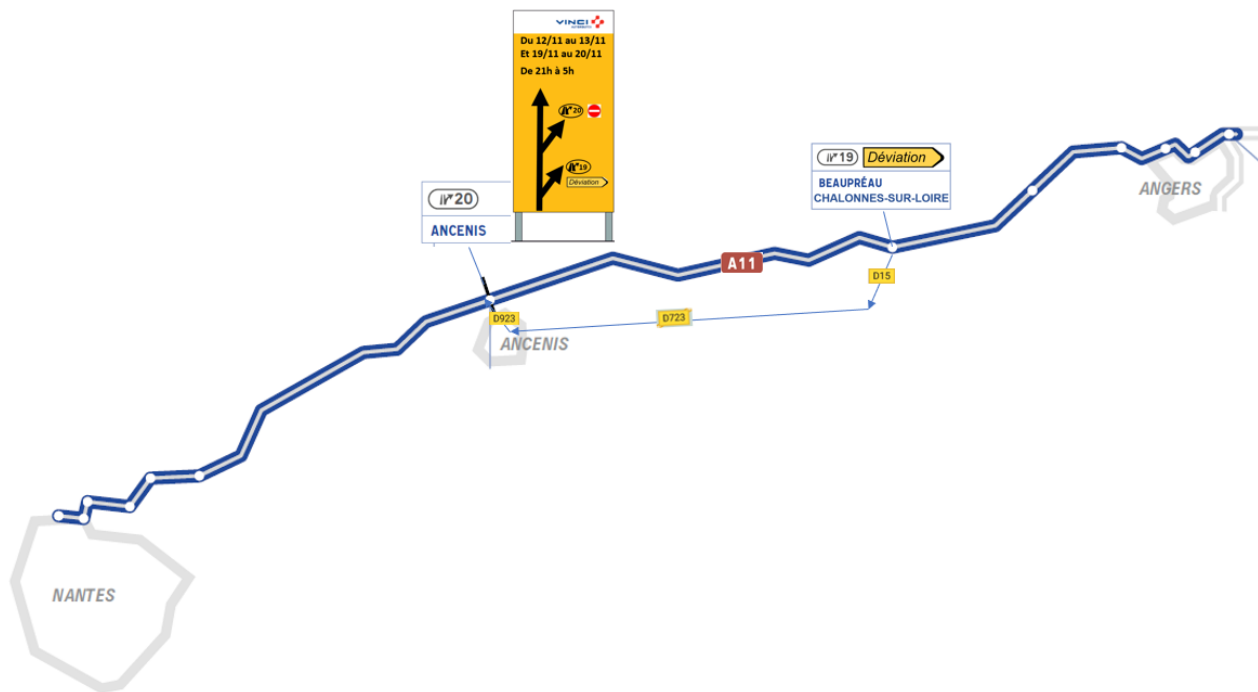 VINCI
AUTOROUTES
Du 12/11 au 13/11
Et 19/11 au 20/11
De 21h à 5h
20
19
Déviation
19 Déviation
BEAUPRÉAU
CHALONNES-SUR-LOIRE
20
ANCENIS
ANGERS
A11
D15
D923
D723
ANCENIS
NANTES